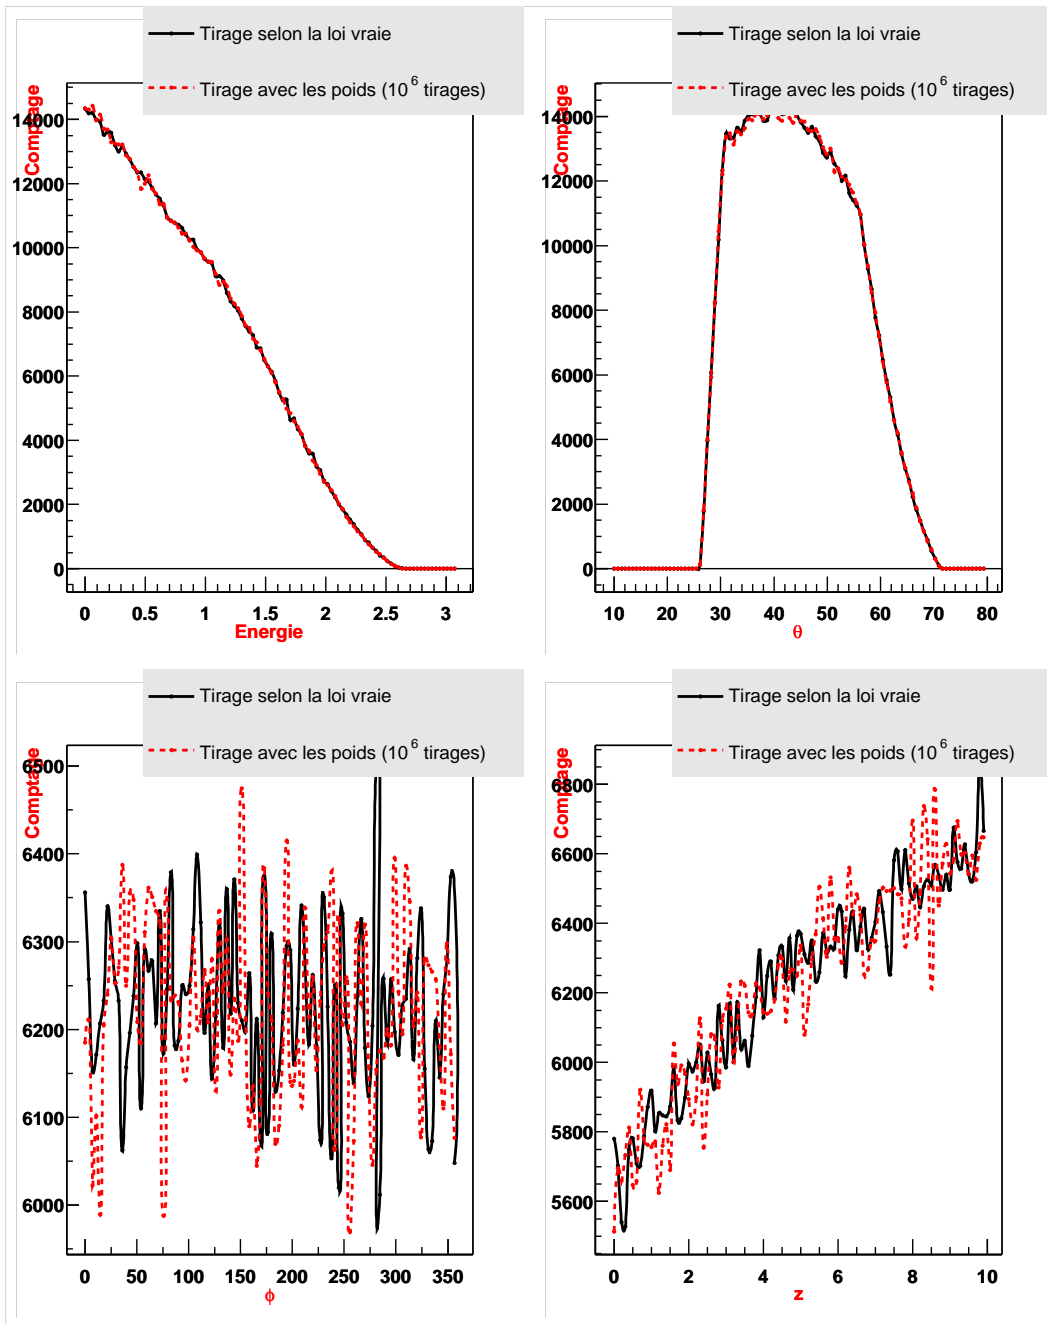 Tirage selon la loi vraie
Tirage avec les poids (10^6 tirages)
Comptage
14000
12000
10000
8000
6000
4000
2000
0
0 0.5 1 1.5 2 2.5 3
Energie
Tirage selon la loi vraie
Tirage avec les poids (10^6 tirages)
Comptage
14000
12000
10000
8000
6000
4000
2000
0
10 20 30 40 50 60 70 80
θ
Tirage selon la loi vraie
Tirage avec les poids (10^6 tirages)
Comptage
6500
6400
6300
6200
6100
6000
0 50 100 150 200 250 300 350
ϕ
Tirage selon la loi vraie
Tirage avec les poids (10^6 tirages)
Comptage
6800
6600
6400
6200
6000
5800
5600
0 2 4 6 8 10
z